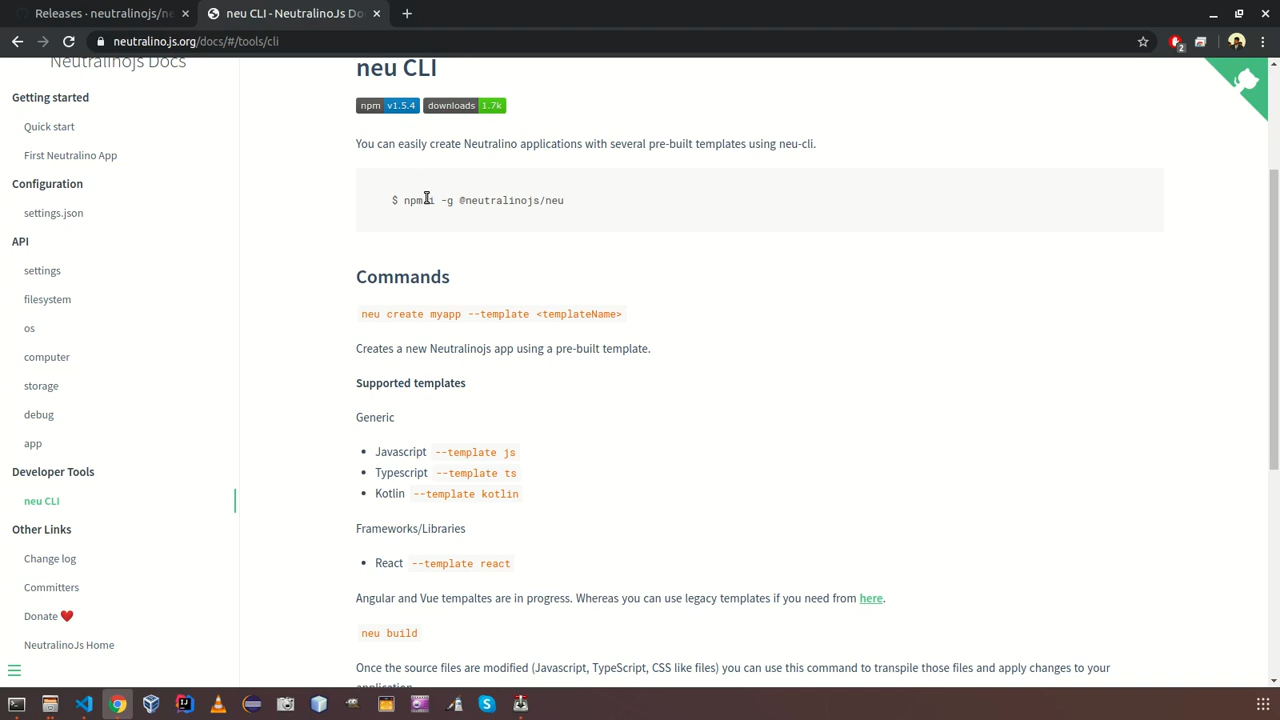 Releases · neutralinojs/ne
neu CLI - NeutralinoJs Do
neutralino.js.org/docs/#/tools/cli
2
Neutralinojs Docs
Getting started
Quick start
First Neutralino App
Configuration
settings.json
API
settings
filesystem
os
computer
storage
debug
app
Developer Tools
neu CLI
Other Links
Change log
Committers
Donate ❤️
NeutralinoJs Home
neu CLI
npm v1.5.4 downloads 1.7k
You can easily create Neutralino applications with several pre-built templates using neu-cli.
$ npm i -g @neutralinojs/neu
Commands
neu create myapp --template <templateName>
Creates a new Neutralinojs app using a pre-built template.
Supported templates
Generic
• Javascript --template js
• Typescript --template ts
• Kotlin --template kotlin
Frameworks/Libraries
• React --template react
Angular and Vue tempaltes are in progress. Whereas you can use legacy templates if you need from here.
neu build
Once the source files are modified (Javascript, TypeScript, CSS like files) you can use this command to transpile those files and apply changes to your
application